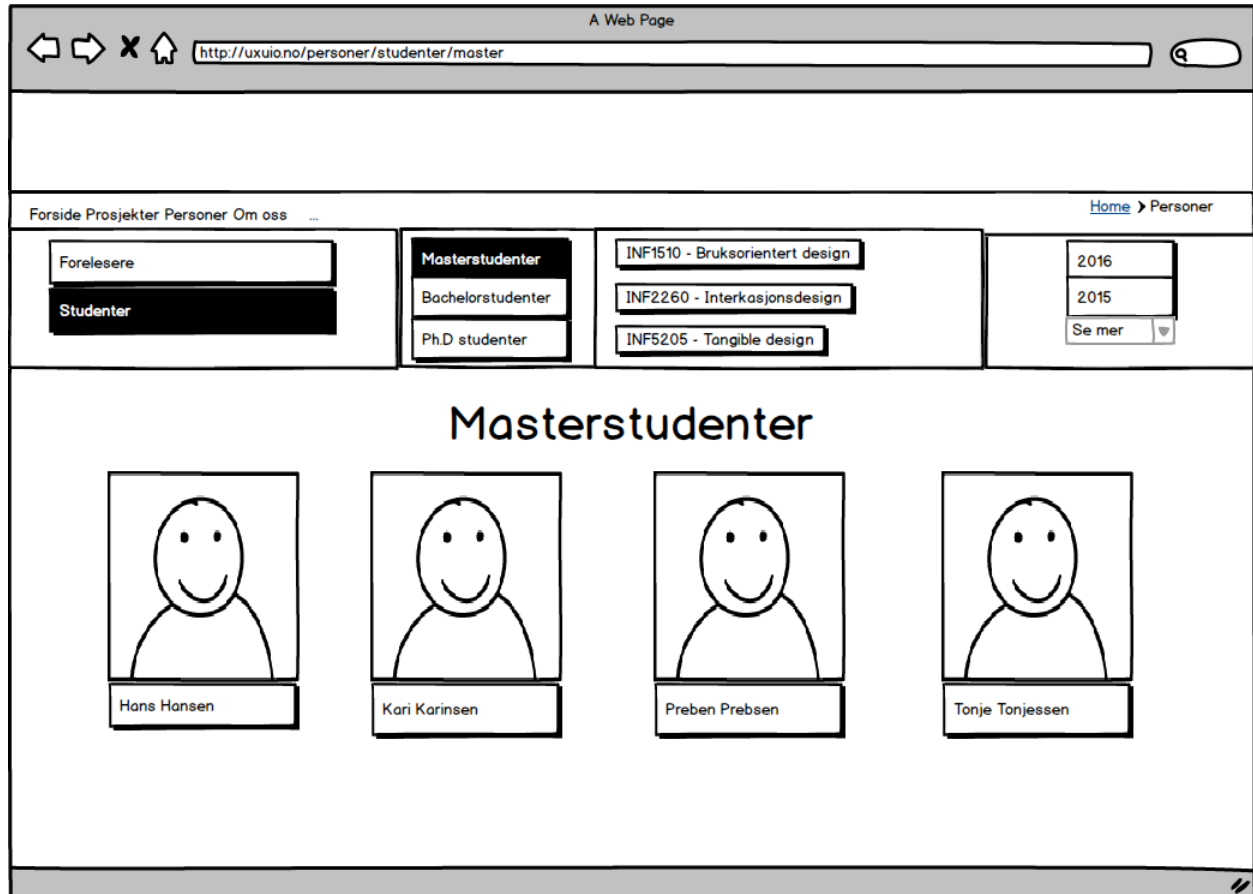 A Web Page
http://uxuio.no/personer/studenter/master
Forside Prosjekter Personer Om oss ...
Home > Personer
Forelesere
Studenter
Masterstudenter
Bachelorstudenter
Ph.D studenter
INF1510 - Bruksorientert design
INF2260 - Interkasjonsdesign
INF5205 - Tangible design
2016
2015
Se mer
Masterstudenter
Hans Hansen
Kari Karinsen
Preben Prebsen
Tonje Tonjessen